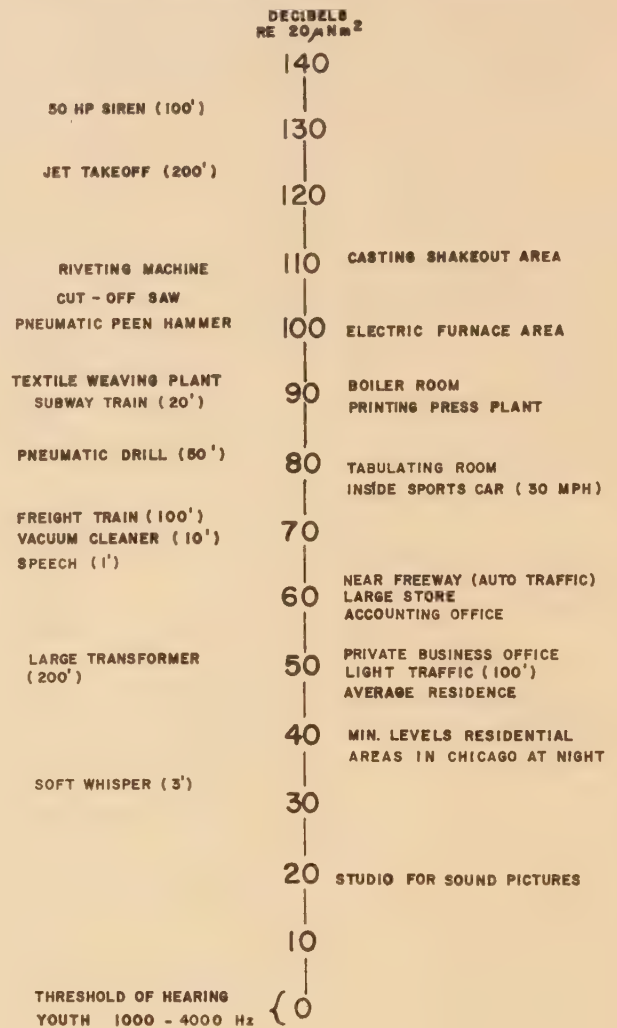 DECIBELS
RE 20μNm²
140
50 HP SIREN (100')
130
JET TAKEOFF (200')
120
CASTING SHAKEOUT AREA
110
RIVETING MACHINE
CUT - OFF SAW
PNEUMATIC PEEN HAMMER
100
ELECTRIC FURNACE AREA
TEXTILE WEAVING PLANT
SUBWAY TRAIN (20')
90
BOILER ROOM
PRINTING PRESS PLANT
PNEUMATIC DRILL (50')
80
TABULATING ROOM
INSIDE SPORTS CAR (30 MPH)
FREIGHT TRAIN (100')
VACUUM CLEANER (10')
SPEECH (1')
70
NEAR FREEWAY (AUTO TRAFFIC)
60
LARGE STORE
ACCOUNTING OFFICE
LARGE TRANSFORMER
(200')
50
PRIVATE BUSINESS OFFICE
LIGHT TRAFFIC (100')
AVERAGE RESIDENCE
40
MIN. LEVELS RESIDENTIAL
AREAS IN CHICAGO AT NIGHT
SOFT WHISPER (3')
30
20
STUDIO FOR SOUND PICTURES
10
THRESHOLD OF HEARING
YOUTH 1000 - 4000 Hz
{ 0